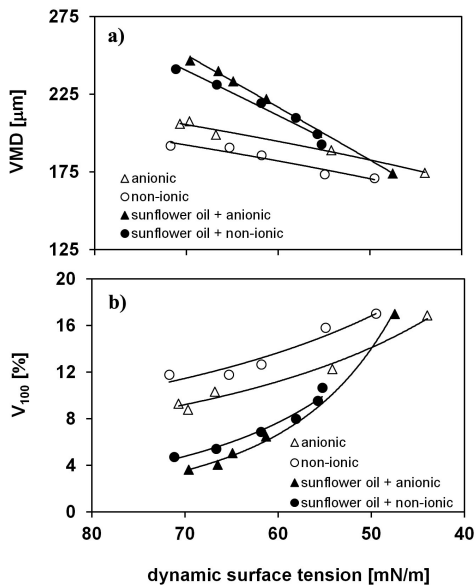 275
a)
225
VMD [µm]
175
anionic
non-ionic
sunflower oil + anionic
sunflower oil + non-ionic
125
20
b)
16
12
V100 [%]
8
anionic
non-ionic
4
sunflower oil + anionic
sunflower oil + non-ionic
0
80 70 60 50 40
dynamic surface tension [mN/m]